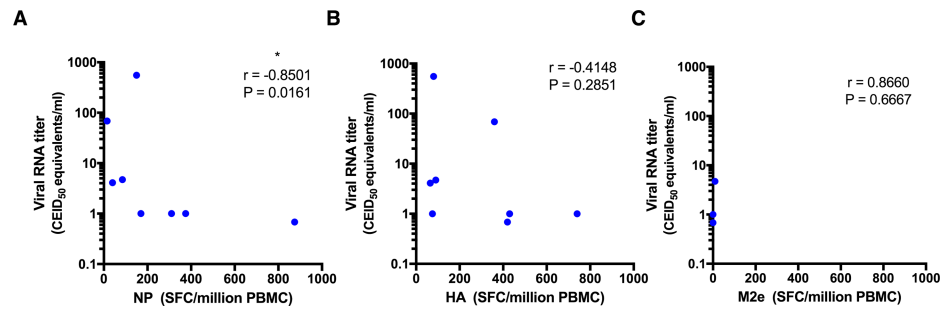 A
*
r = -0.8501
P = 0.0161
Viral RNA titer
(CEID50 equivalents/ml)
1000
100
10
1
0.1
0 200 400 600 800 1000
NP (SFC/million PBMC)
B
r = -0.4148
P = 0.2851
Viral RNA titer
(CEID50 equivalents/ml)
1000
100
10
1
0.1
0 200 400 600 800 1000
HA (SFC/million PBMC)
C
r = 0.8660
P = 0.6667
Viral RNA titer
(CEID50 equivalents/ml)
1000
100
10
1
0.1
0 200 400 600 800 1000
M2e (SFC/million PBMC)